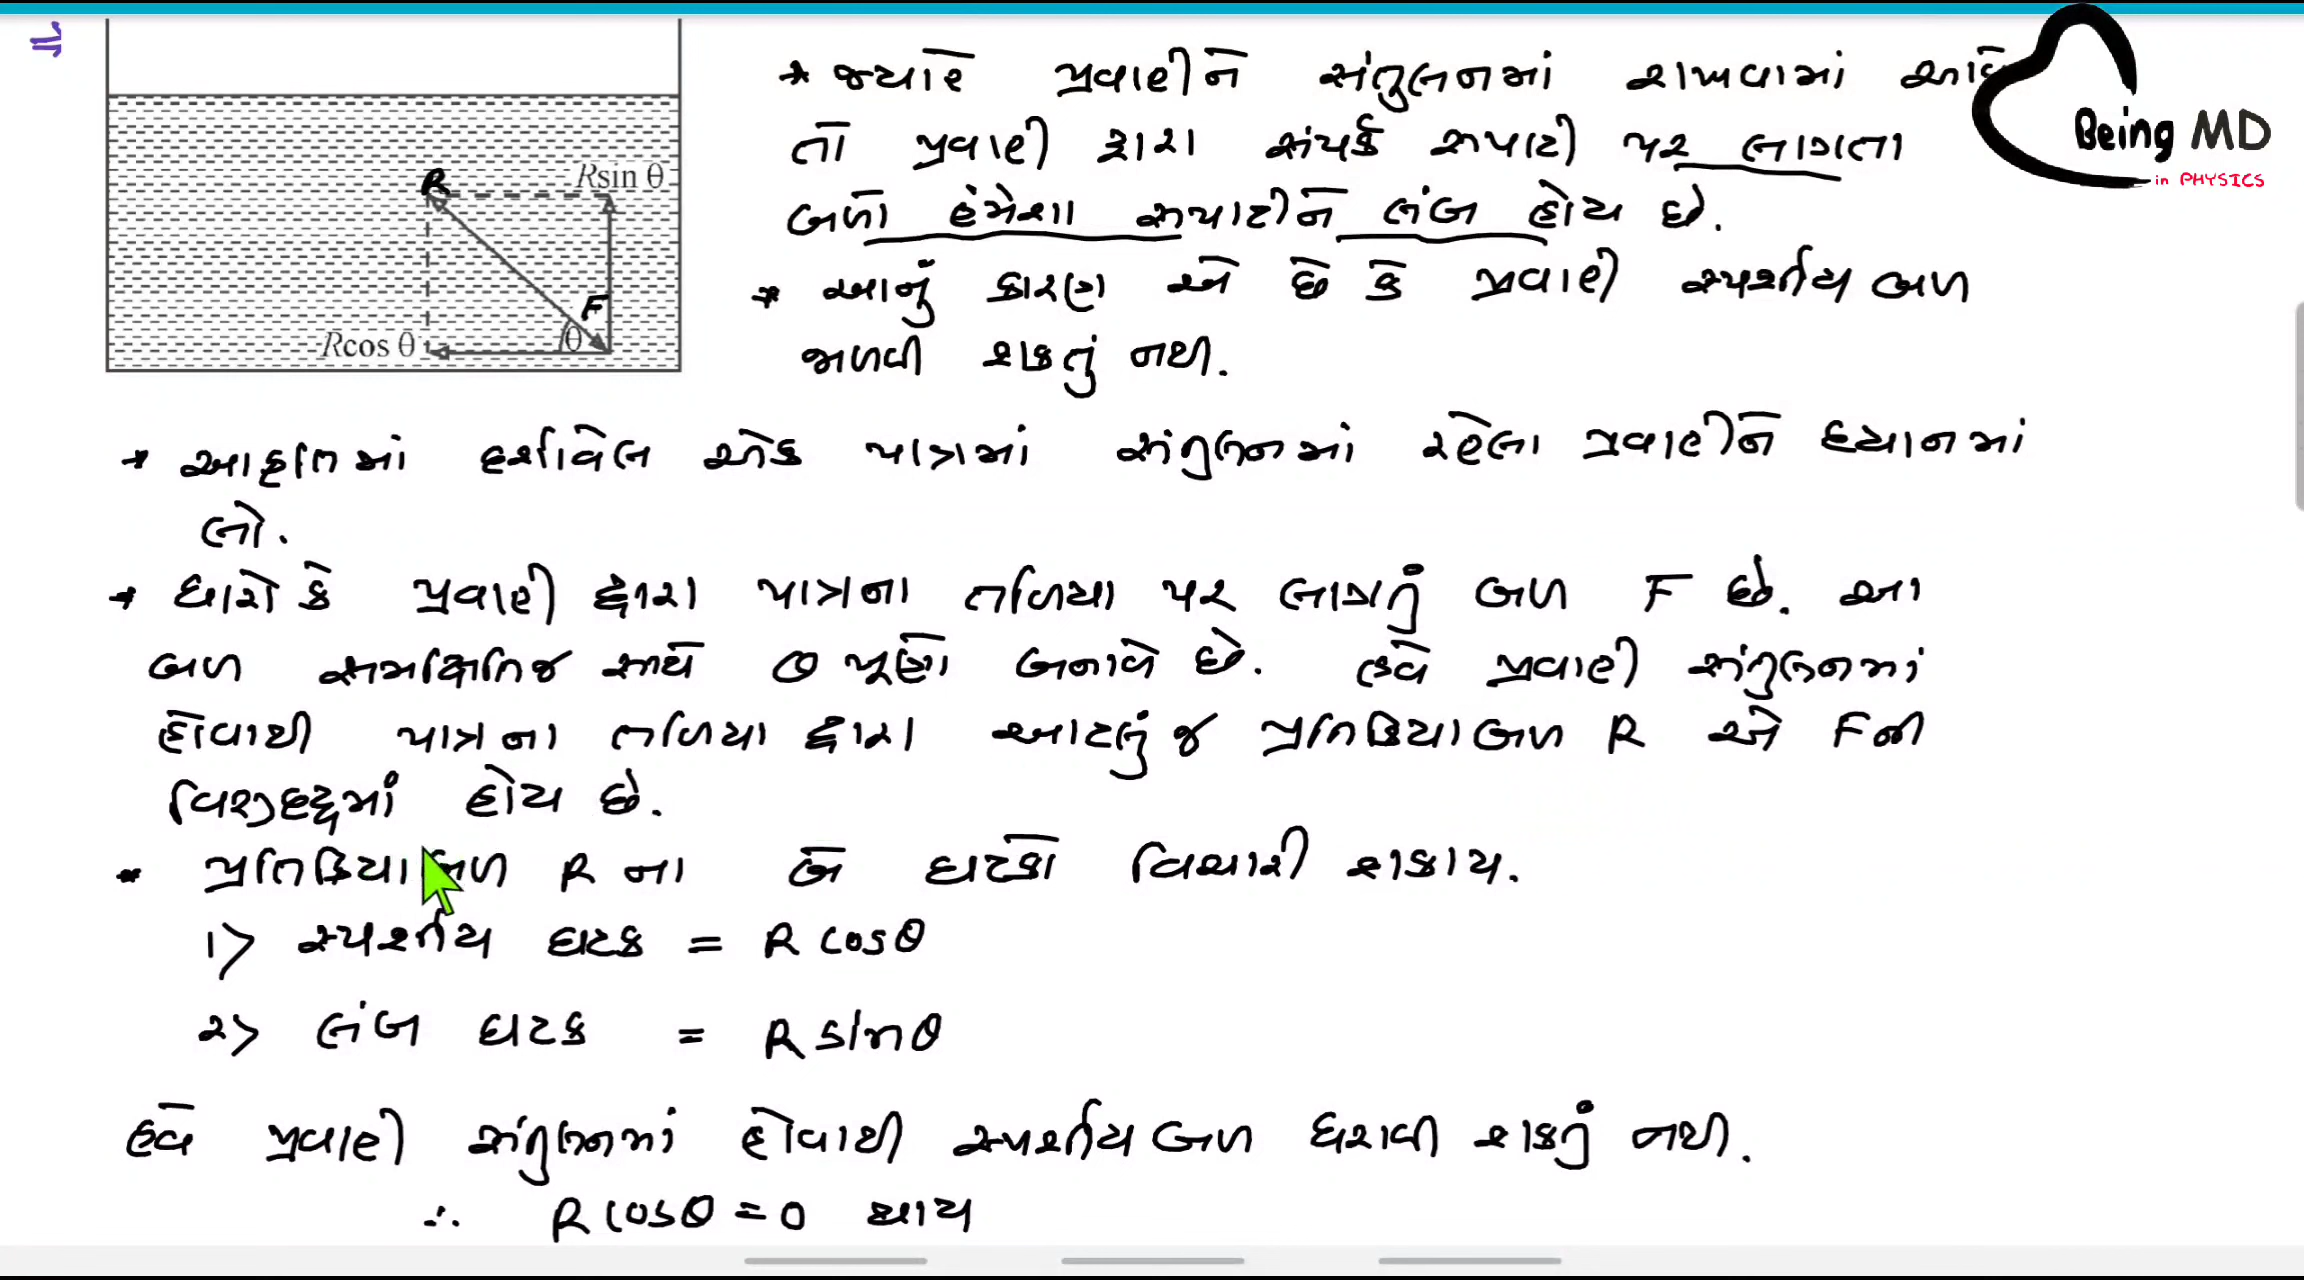 * જ્યારે પ્રવાહીને સંતુલનમાં રાખવામાં આવે
તો પ્રવાહી દ્વારા સંપર્ક સપાટી પર લાગતા
બળો હંમેશા સપાટીને લંબ હોય છે.
* આનું કારણ એ છે કે પ્રવાહી સ્પર્શીય બળ
જાળવી શકતું નથી.
Being MD
in PHYSICS
R
Rsin θ
F
Rcos θ
θ
* આકૃતિમાં દર્શાવેલ એક પાત્રમાં સંતુલનમાં રહેલા પ્રવાહીને ધ્યાનમાં
લો.
* ધારો કે પ્રવાહી દ્વારા પાત્રના તળિયા પર લાગતું બળ F છે. આ
બળ સમક્ષિતિજ સાથે θ ખૂણો બનાવે છે. હવે પ્રવાહી સંતુલનમાં
હોવાથી પાત્રના તળિયા દ્વારા આટલું જ પ્રતિક્રિયાબળ R એ F ની
વિરુદ્ધમાં હોય છે.
* પ્રતિક્રિયાબળ R ના બે ઘટકો વિચારી શકાય.
1> સ્પર્શીય ઘટક = R cosθ
૨> લંબ ઘટક = R sinθ
હવે પ્રવાહી સંતુલનમાં હોવાથી સ્પર્શીય બળ ધરાવી શકતું નથી.
∴ R cosθ = 0 થાય